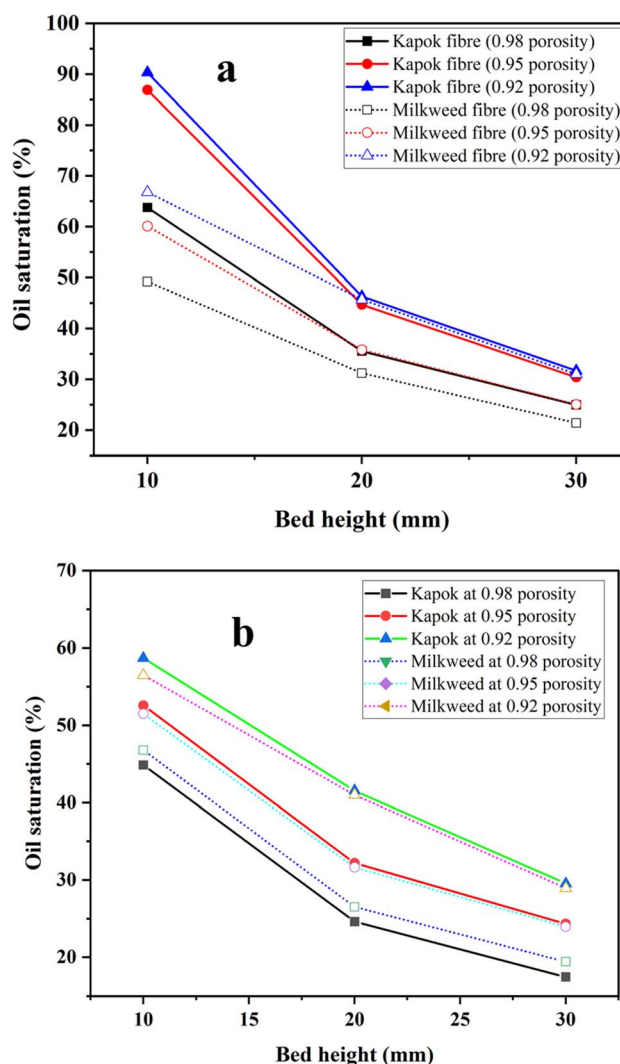 100
90
80
70
60
50
40
30
20
Oil saturation (%)
a
Kapok fibre (0.98 porosity)
Kapok fibre (0.95 porosity)
Kapok fibre (0.92 porosity)
Milkweed fibre (0.98 porosity)
Milkweed fibre (0.95 porosity)
Milkweed fibre (0.92 porosity)
10 20 30
Bed height (mm)
70
60
50
40
30
20
Oil saturation (%)
b
Kapok at 0.98 porosity
Kapok at 0.95 porosity
Kapok at 0.92 porosity
Milkweed at 0.98 porosity
Milkweed at 0.95 porosity
Milkweed at 0.92 porosity
10 15 20 25 30
Bed height (mm)